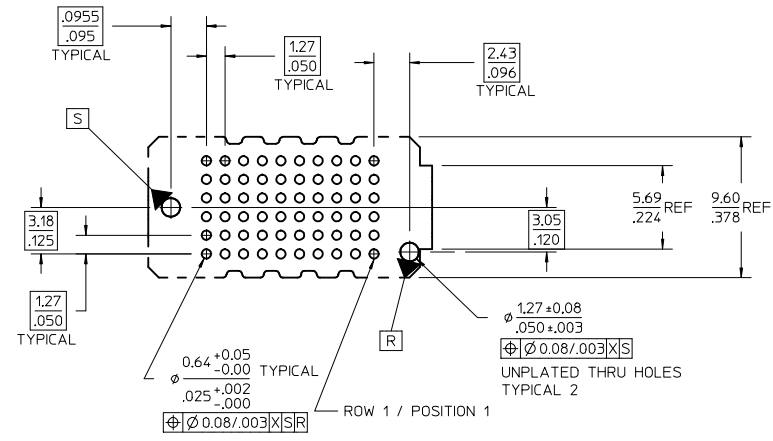 .0955
.095
TYPICAL
1.27
.050
TYPICAL
2.43
.096
TYPICAL
S
3.18
.125
5.69
.224
REF
9.60
.378
REF
3.05
.120
1.27
.050
TYPICAL
R
⌀ 1.27 ±0.08
.050 ±.003
⌖ ⌀ 0.08/.003 X S
UNPLATED THRU HOLES
TYPICAL 2
⌀ 0.64 +0.05 -0.00 TYPICAL
.025 +.002 -.000
⌖ ⌀ 0.08/.003 X S R
ROW 1 / POSITION 1